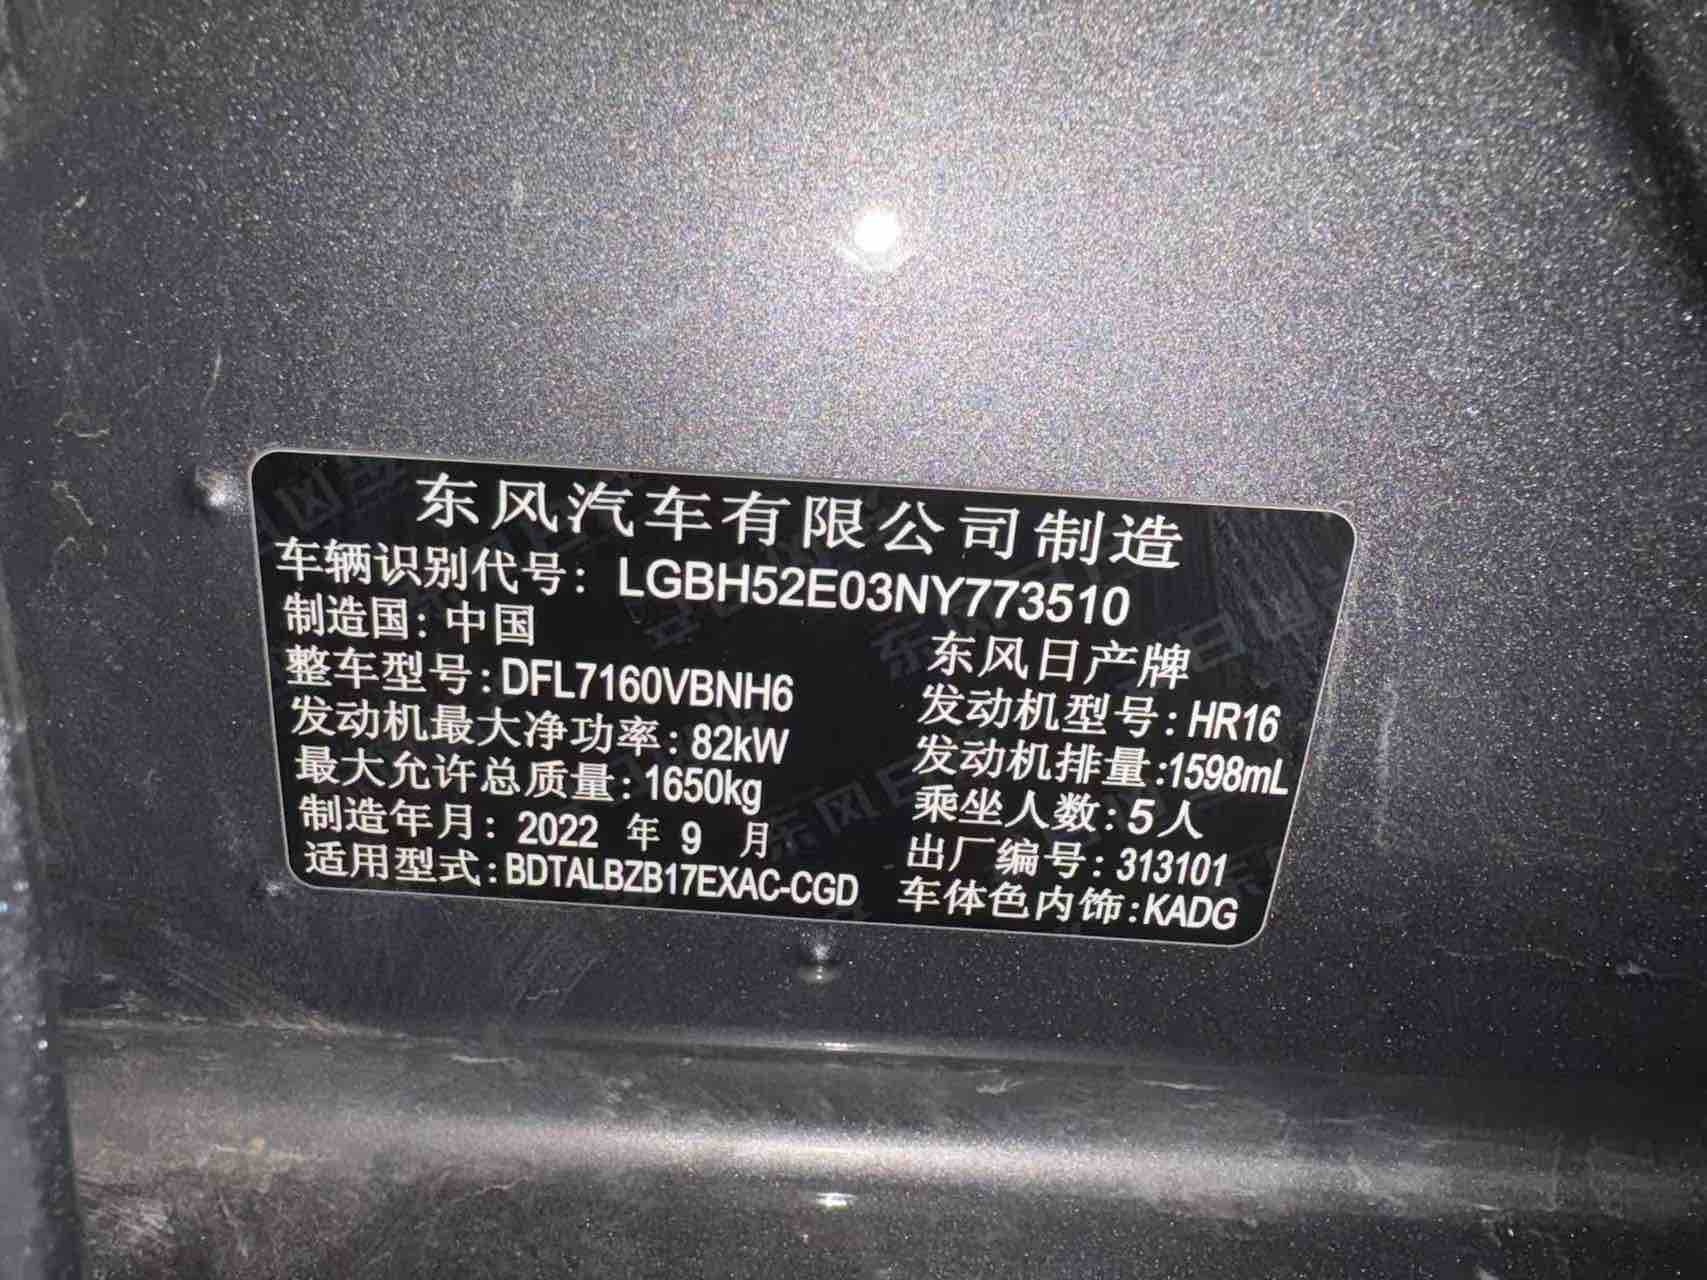 东风汽车有限公司制造
车辆识别代号: LGBH52E03NY773510
制造国: 中国
东风日产牌
整车型号: DFL7160VBNH6
发动机型号: HR16
发动机最大净功率: 82kW
发动机排量: 1598mL
最大允许总质量: 1650kg
乘坐人数: 5人
制造年月: 2022 年 9 月
出厂编号: 313101
适用型式: BDTALBZB17EXAC-CGD
车体色内饰: KADG